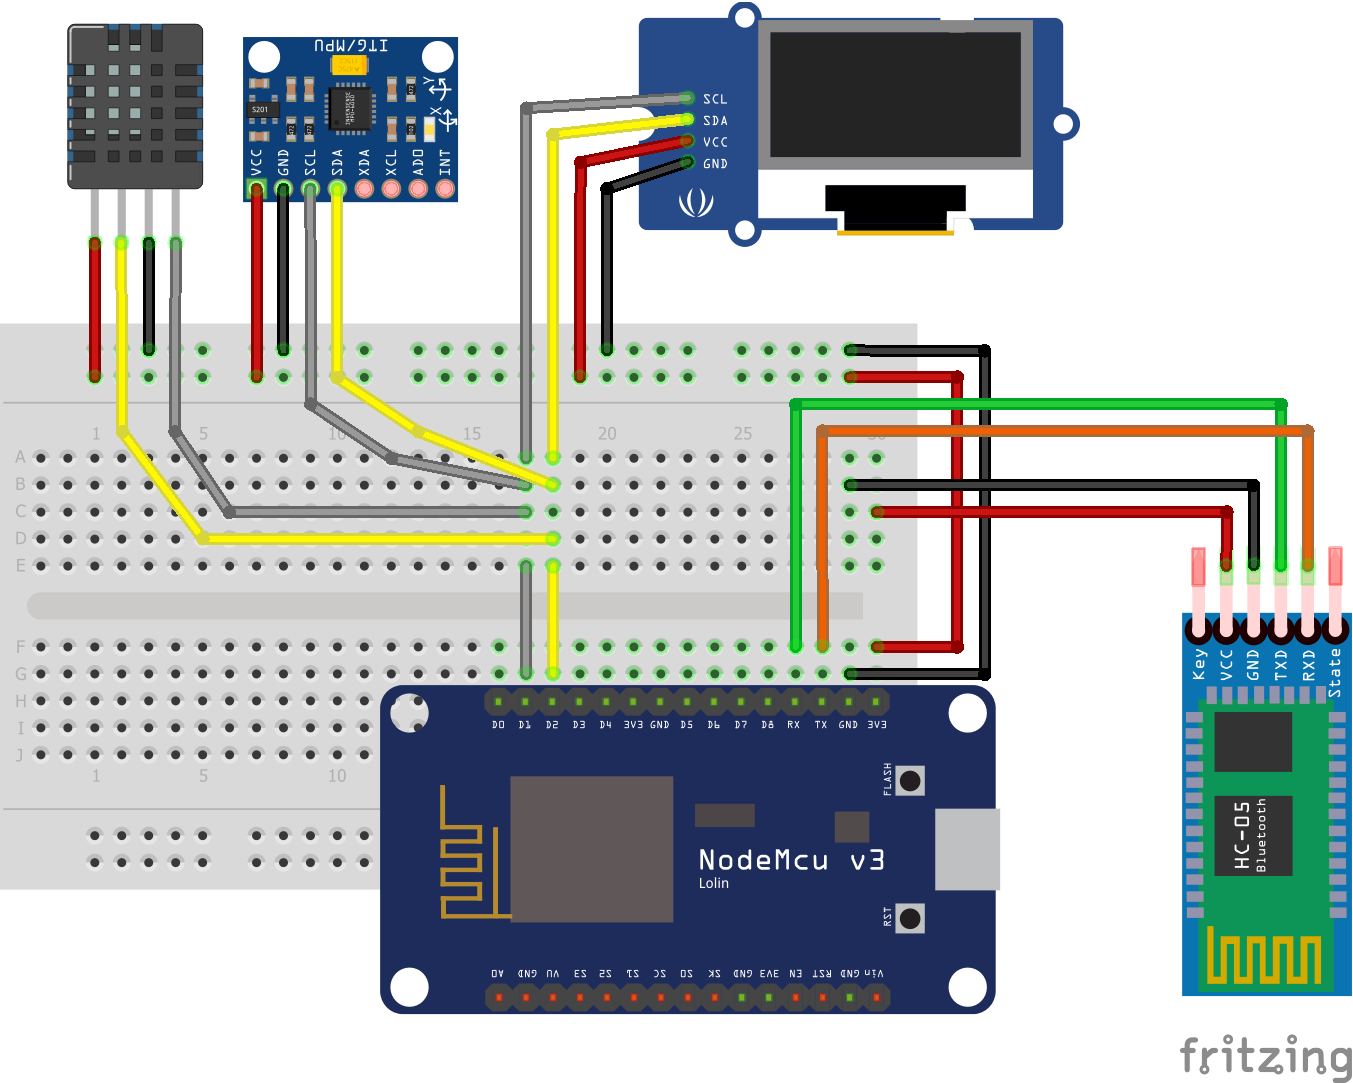 ITG/MPU
S201
Y
X
VCC GND SCL SDA XDA XCL ADO INT
SCL
SDA
VCC
GND
1 5 10 15 20 25 30
A
B
C
D
E
F
G
H
I
J
1 5 10
D0 D1 D2 D3 D4 3V3 GND D5 D6 D7 D8 RX TX GND 3V3
FLASH
NodeMcu v3
Lolin
RST
A0 GND VU S3 S2 S1 SC S0 SK GND 3V3 EN RST GND Vin
Key VCC GND TXD RXD State
HC-05
Bluetooth
fritzing